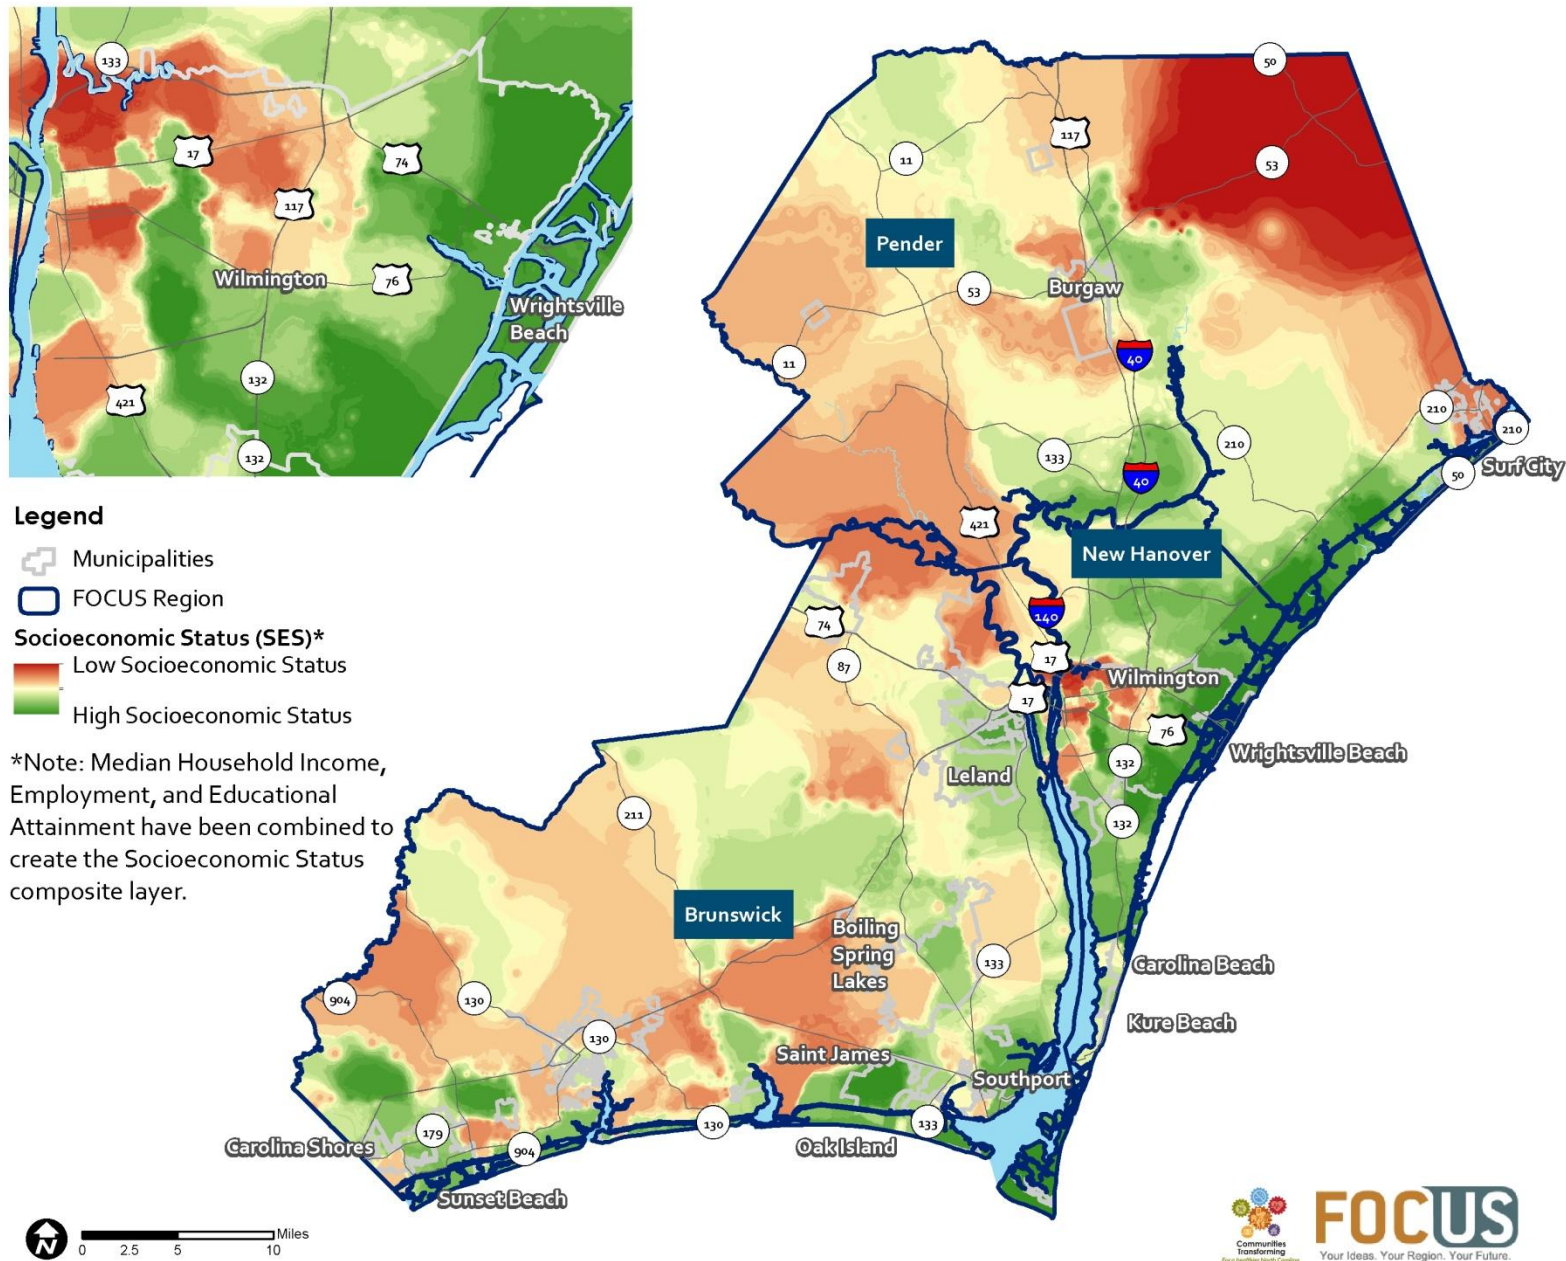 133
17
74
117
Wilmington
76
Wrightsville
Beach
132
421
132
Legend
Municipalities
FOCUS Region
Socioeconomic Status (SES)*
Low Socioeconomic Status
High Socioeconomic Status
*Note: Median Household Income,
Employment, and Educational
Attainment have been combined to
create the Socioeconomic Status
composite layer.
50
117
11
53
Pender
53
Burgaw
40
11
210
210
210
133
40
50
Surf City
421
New Hanover
140
74
17
87
Wilmington
17
76
Wrightsville Beach
132
Leland
211
132
Brunswick
Boiling
Spring
Lakes
133
Carolina Beach
904
130
Kure Beach
130
Saint James
Southport
179
130
133
Carolina Shores
904
Oak Island
Sunset Beach
N
Miles
0 2.5 5 10
Communities
Transforming
FOCUS
Your Ideas. Your Region. Your Future.